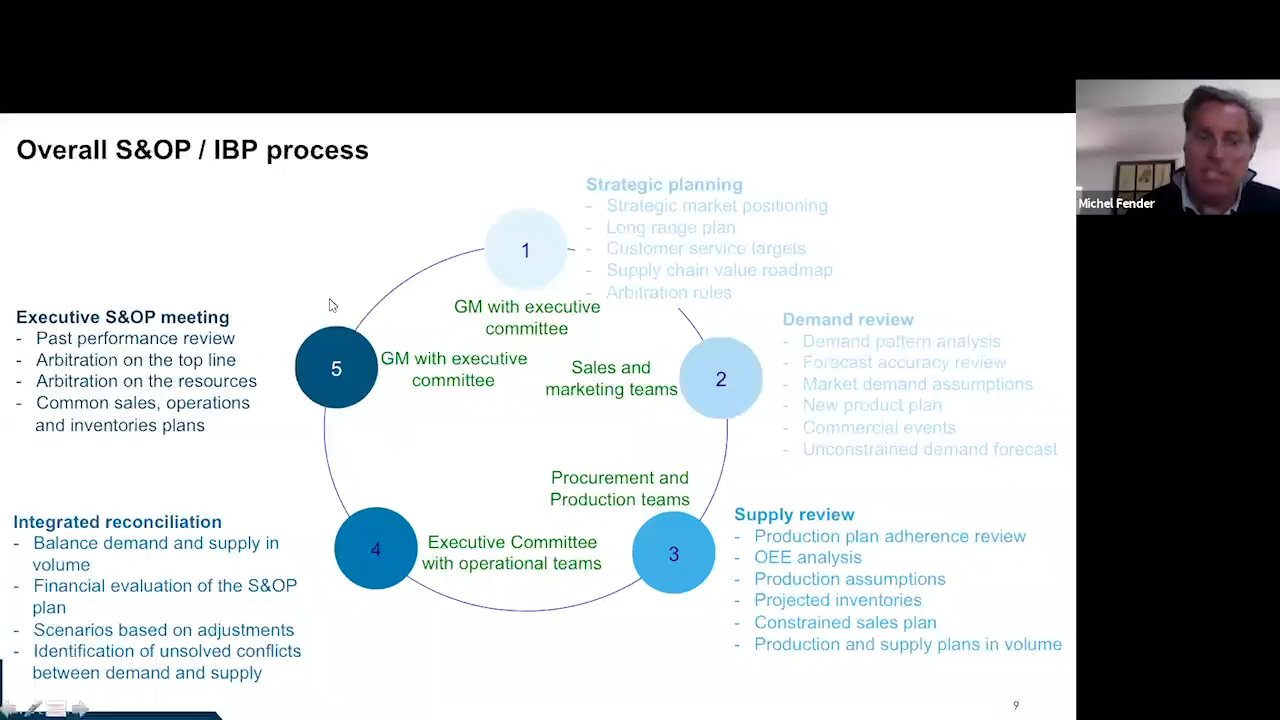 Overall S&OP / IBP process
Michel Fender
1
Strategic planning
- Strategic market positioning
- Long range plan
- Customer service targets
- Supply chain value roadmap
- Arbitration rules
GM with executive
committee
2
Sales and
marketing teams
Demand review
- Demand pattern analysis
- Forecast accuracy review
- Market demand assumptions
- New product plan
- Commercial events
- Unconstrained demand forecast
3
Procurement and
Production teams
Supply review
- Production plan adherence review
- OEE analysis
- Production assumptions
- Projected inventories
- Constrained sales plan
- Production and supply plans in volume
4
Executive Committee
with operational teams
Integrated reconciliation
- Balance demand and supply in
volume
- Financial evaluation of the S&OP
plan
- Scenarios based on adjustments
- Identification of unsolved conflicts
between demand and supply
5
GM with executive
committee
Executive S&OP meeting
- Past performance review
- Arbitration on the top line
- Arbitration on the resources
- Common sales, operations
and inventories plans
9